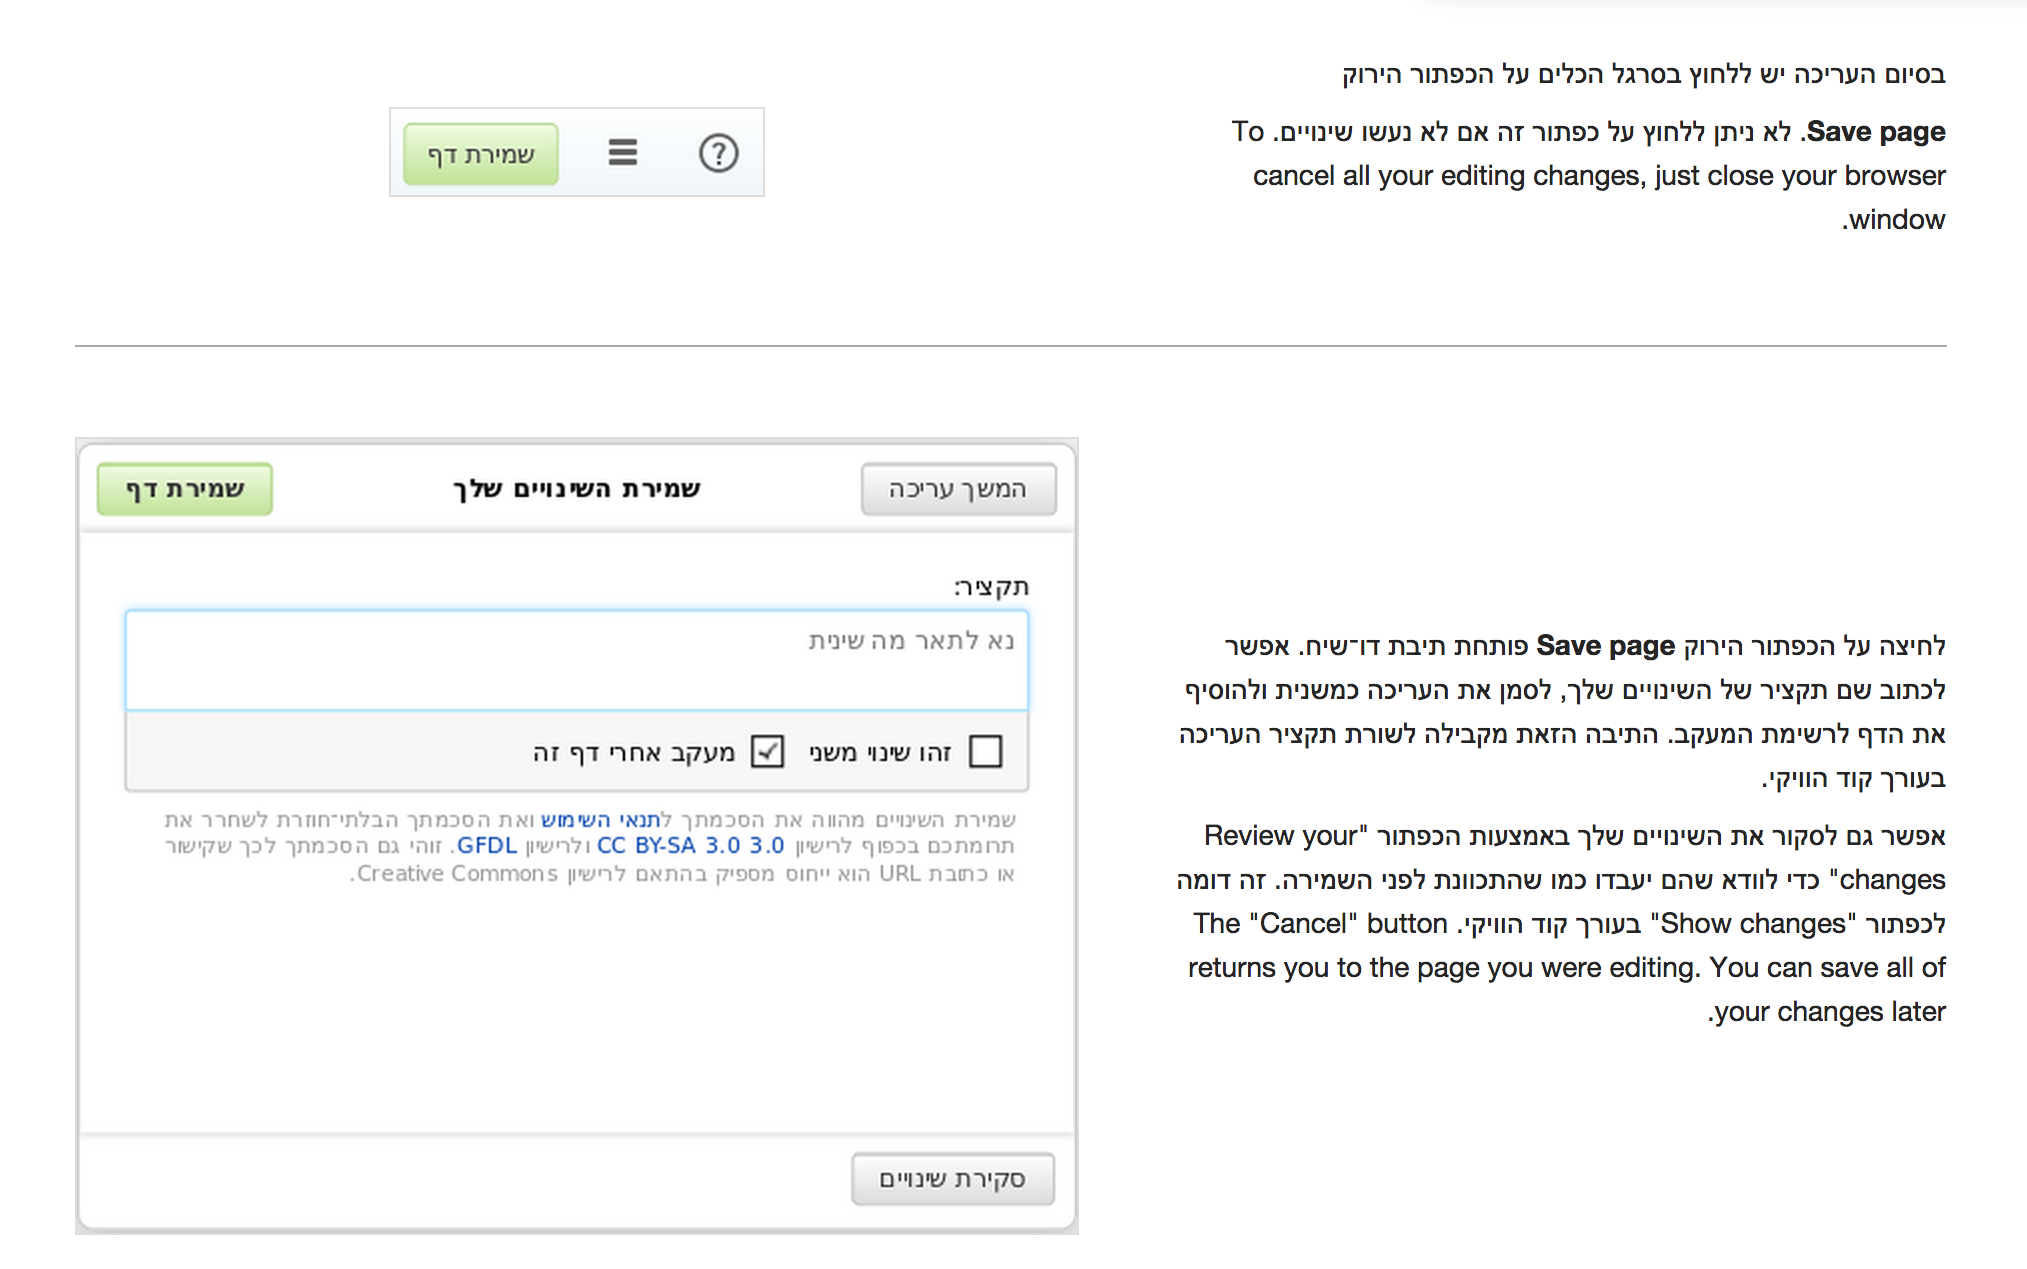 בסיום העריכה יש ללחוץ בסרגל הכלים על הכפתור הירוק
Save page. לא ניתן ללחוץ על כפתור זה אם לא נעשו שינויים. To
cancel all your editing changes, just close your browser
window.
שמירת דף
לחיצה על הכפתור הירוק Save page פותחת תיבת דו־שיח. אפשר
לכתוב שם תקציר של השינויים שלך, לסמן את העריכה כמשנית ולהוסיף
את הדף לרשימת המעקב. התיבה הזאת מקבילה לשורת תקציר העריכה
בעורך קוד הוויקי.
אפשר גם לסקור את השינויים שלך באמצעות הכפתור "Review your
changes" כדי לוודא שהם יעבדו כמו שהתכוונת לפני השמירה. זה דומה
לכפתור "Show changes" בעורך קוד הוויקי. The "Cancel" button
returns you to the page you were editing. You can save all of
your changes later.
המשך עריכה שמירת השינויים שלך שמירת דף
תקציר:
נא לתאר מה שינית
זהו שינוי משני מעקב אחרי דף זה
שמירת השינויים מהווה את הסכמתך לתנאי השימוש ואת הסכמתך הבלתי־חוזרת לשחרר את
תרומתכם בכפוף לרישיון CC BY-SA 3.0 3.0 ולרישיון GFDL. זוהי גם הסכמתך לכך שקישור
או כתובת URL הוא ייחוס מספיק בהתאם לרישיון Creative Commons.
סקירת שינויים